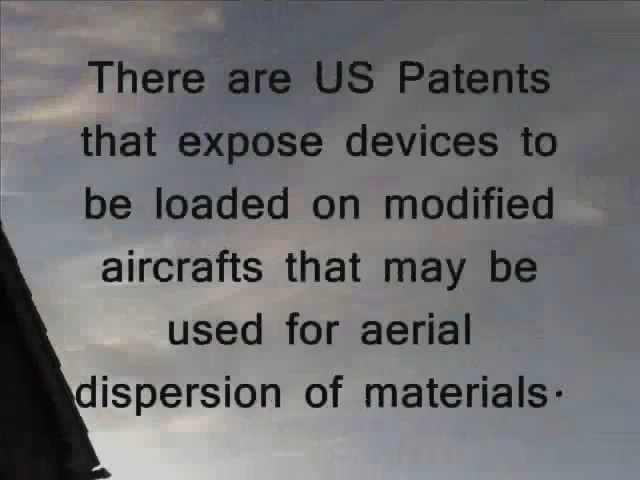 There are US Patents
that expose devices to
be loaded on modified
aircrafts that may be
used for aerial
dispersion of materials.